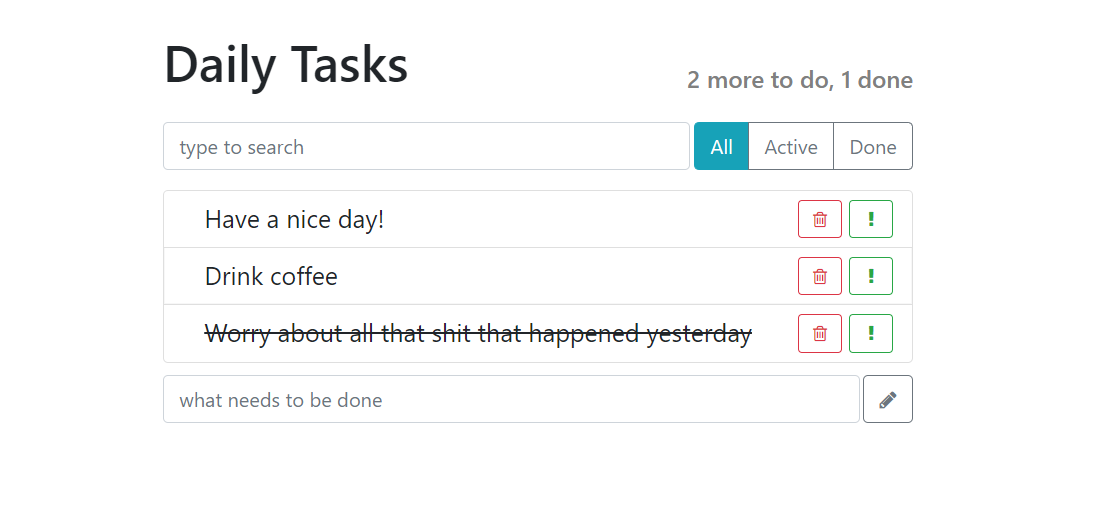 Daily Tasks
2 more to do, 1 done
type to search
All
Active
Done
Have a nice day!
Drink coffee
Worry about all that shit that happened yesterday
what needs to be done